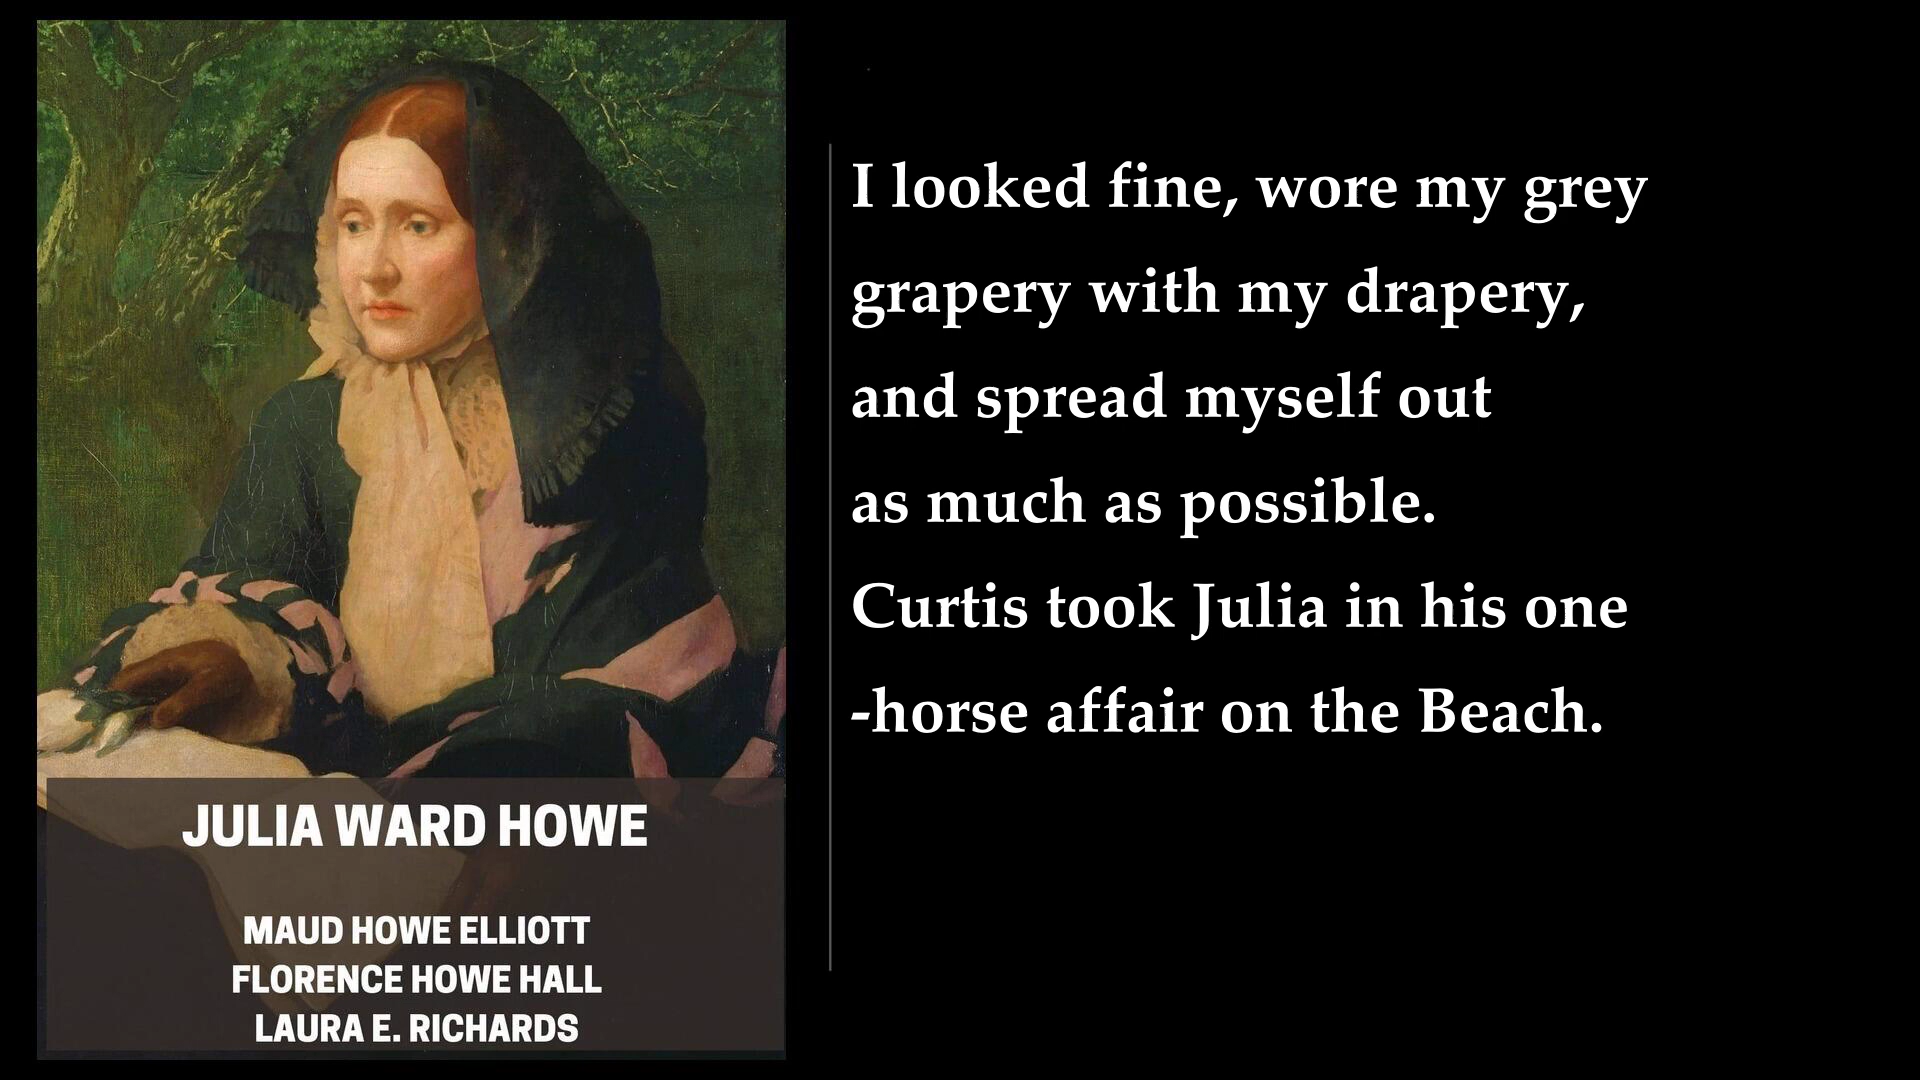 JULIA WARD HOWE
MAUD HOWE ELLIOTT
FLORENCE HOWE HALL
LAURA E. RICHARDS
I looked fine, wore my grey
grapery with my drapery,
and spread myself out
as much as possible.
Curtis took Julia in his one
-horse affair on the Beach.